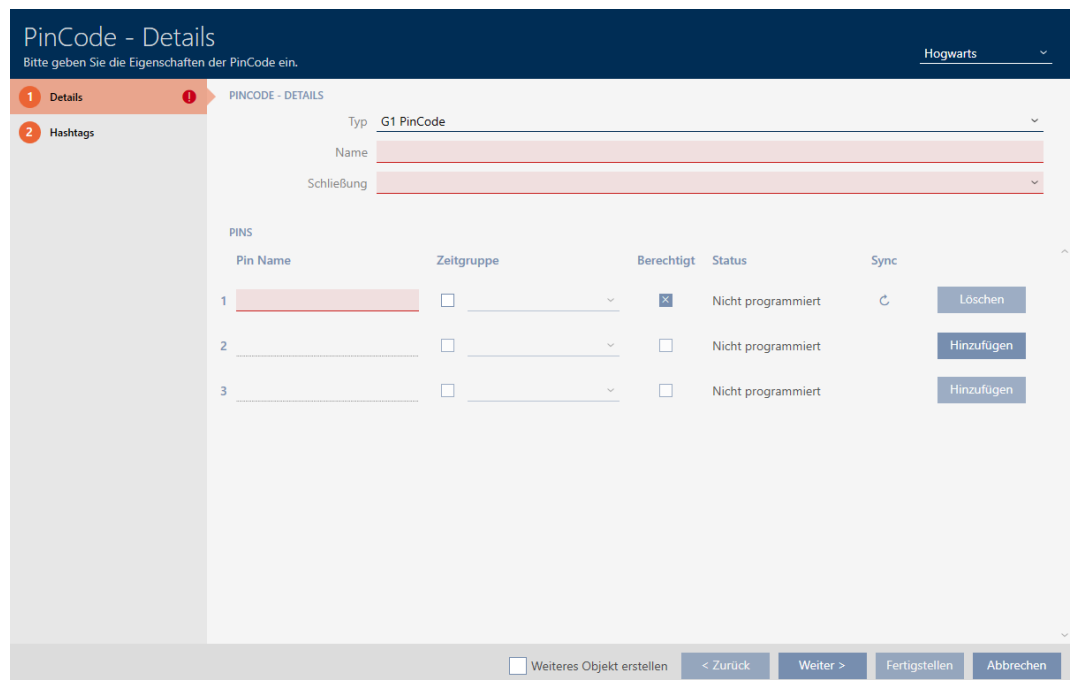 PinCode - Details
Bitte geben Sie die Eigenschaften der PinCode ein.
Hogwarts
1 Details !
2 Hashtags
PINCODE - DETAILS
Typ G1 PinCode
Name
Schließung
PINS
Pin Name Zeitgruppe Berechtigt Status Sync
1 Nicht programmiert Löschen
2 Nicht programmiert Hinzufügen
3 Nicht programmiert Hinzufügen
Weiteres Objekt erstellen < Zurück Weiter > Fertigstellen Abbrechen